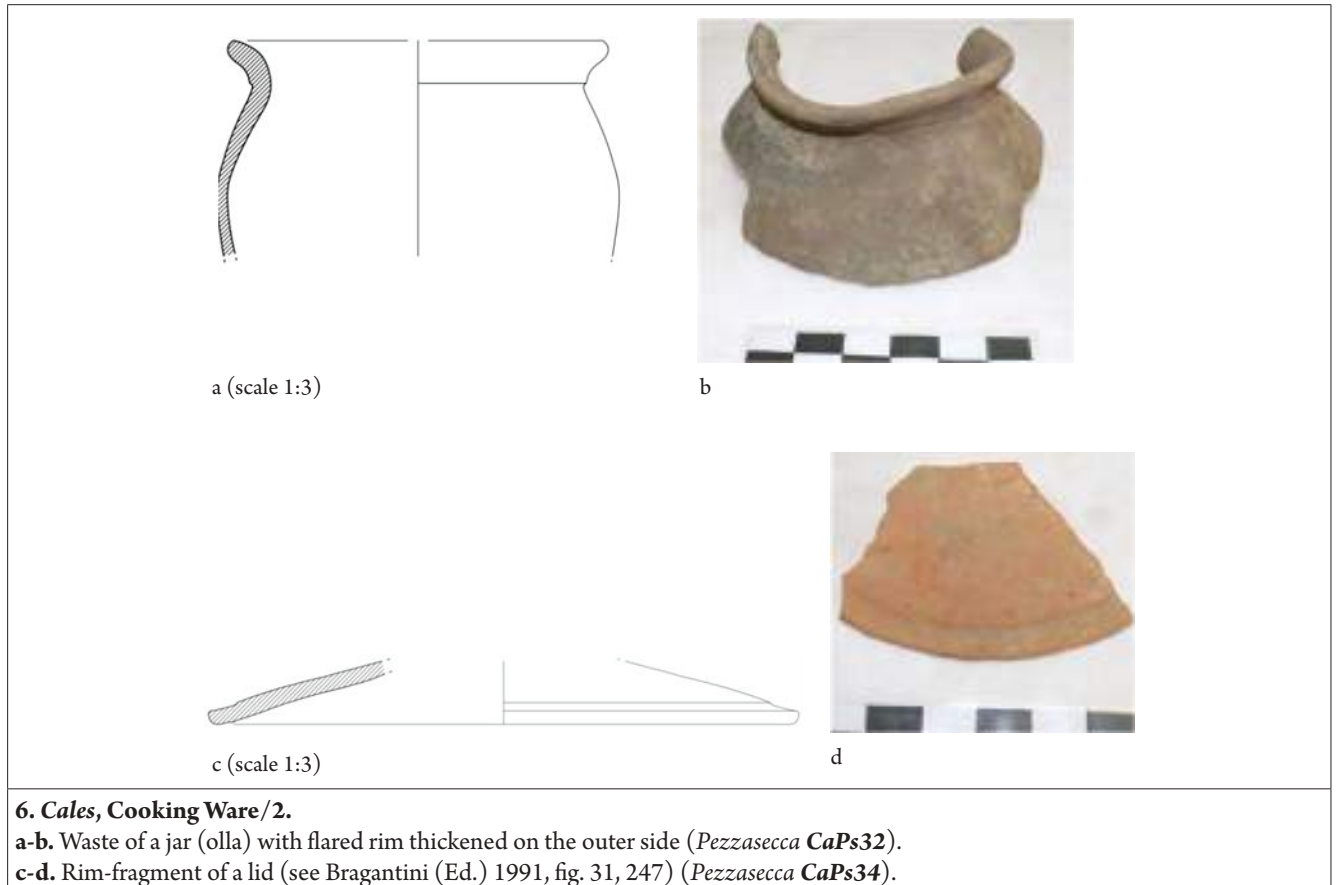 a (scale 1:3)
b
c (scale 1:3)
d
6. Cales, Cooking Ware/2.
a-b. Waste of a jar (olla) with flared rim thickened on the outer side (Pezzasecca CaPs32).
c-d. Rim-fragment of a lid (see Bragantini (Ed.) 1991, fig. 31, 247) (Pezzasecca CaPs34).